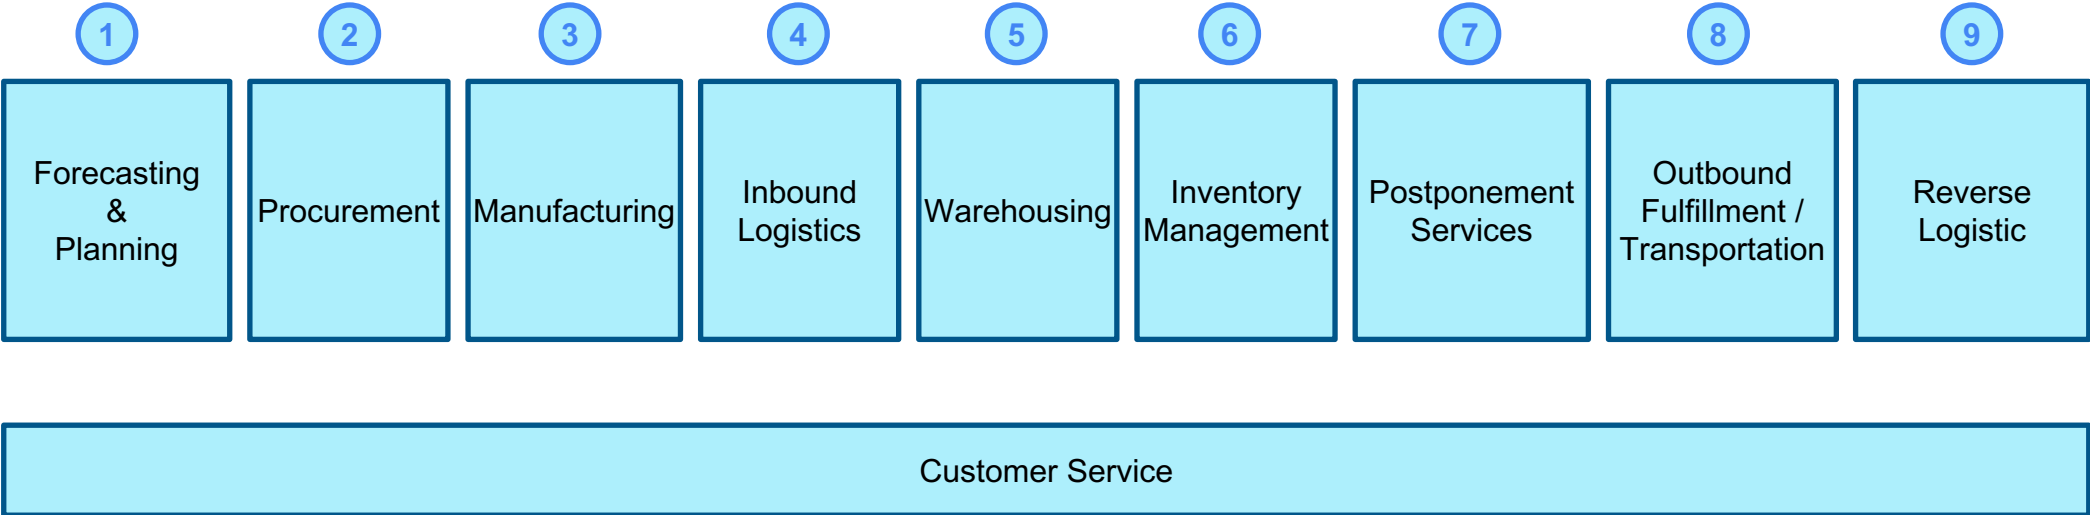 1
2
3
4
5
6
7
8
9
Forecasting
&
Planning
Procurement
Manufacturing
Inbound
Logistics
Warehousing
Inventory
Management
Postponement
Services
Outbound
Fulfillment /
Transportation
Reverse
Logistic
Customer Service